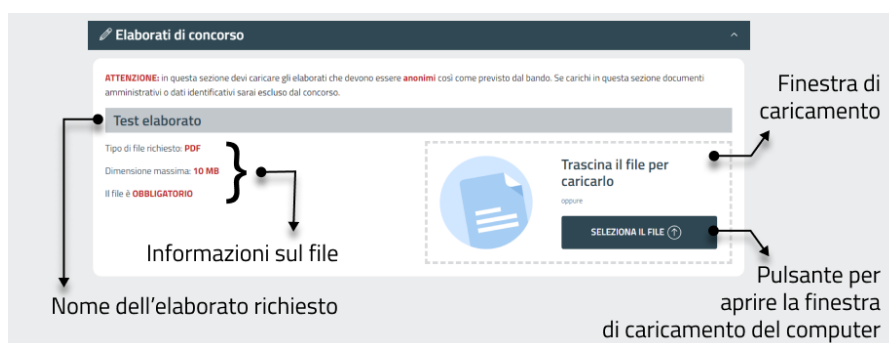 Elaborati di concorso
ATTENZIONE: in questa sezione devi caricare gli elaborati che devono essere anonimi così come previsto dal bando. Se carichi in questa sezione documenti
amministrativi o dati identificativi sarai escluso dal concorso.
Test elaborato
Tipo di file richiesto: PDF
Dimensione massima: 10 MB
Il file è OBBLIGATORIO
Trascina il file per
caricarlo
oppure
SELEZIONA IL FILE
Finestra di
caricamento
Informazioni sul file
Nome dell'elaborato richiesto
Pulsante per
aprire la finestra
di caricamento del computer